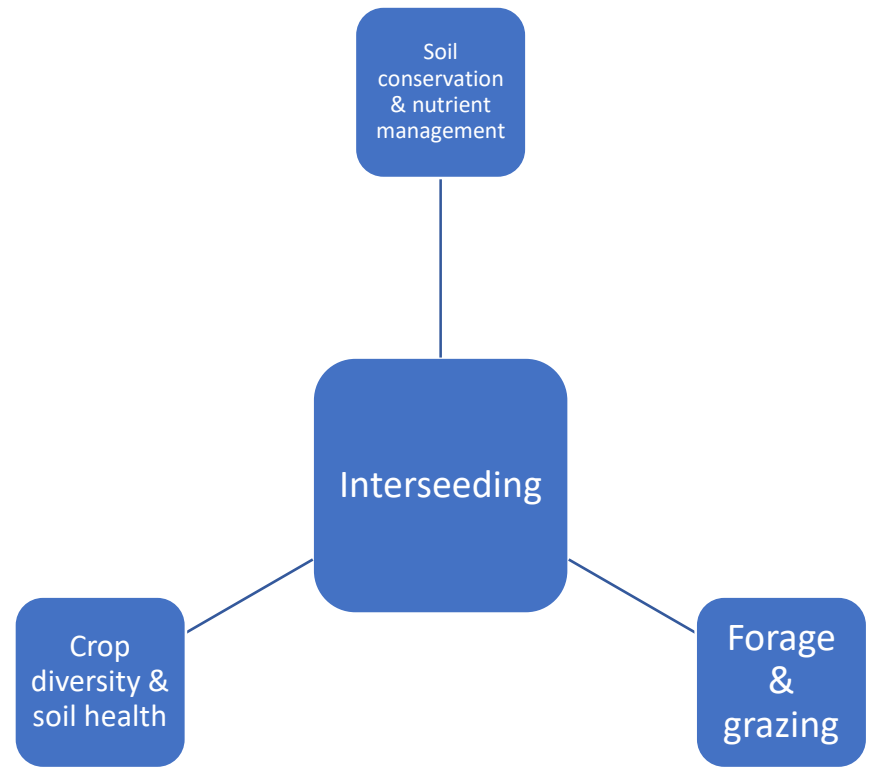 Soil
conservation
& nutrient
management
Interseeding
Crop
diversity &
soil health
Forage
&
grazing